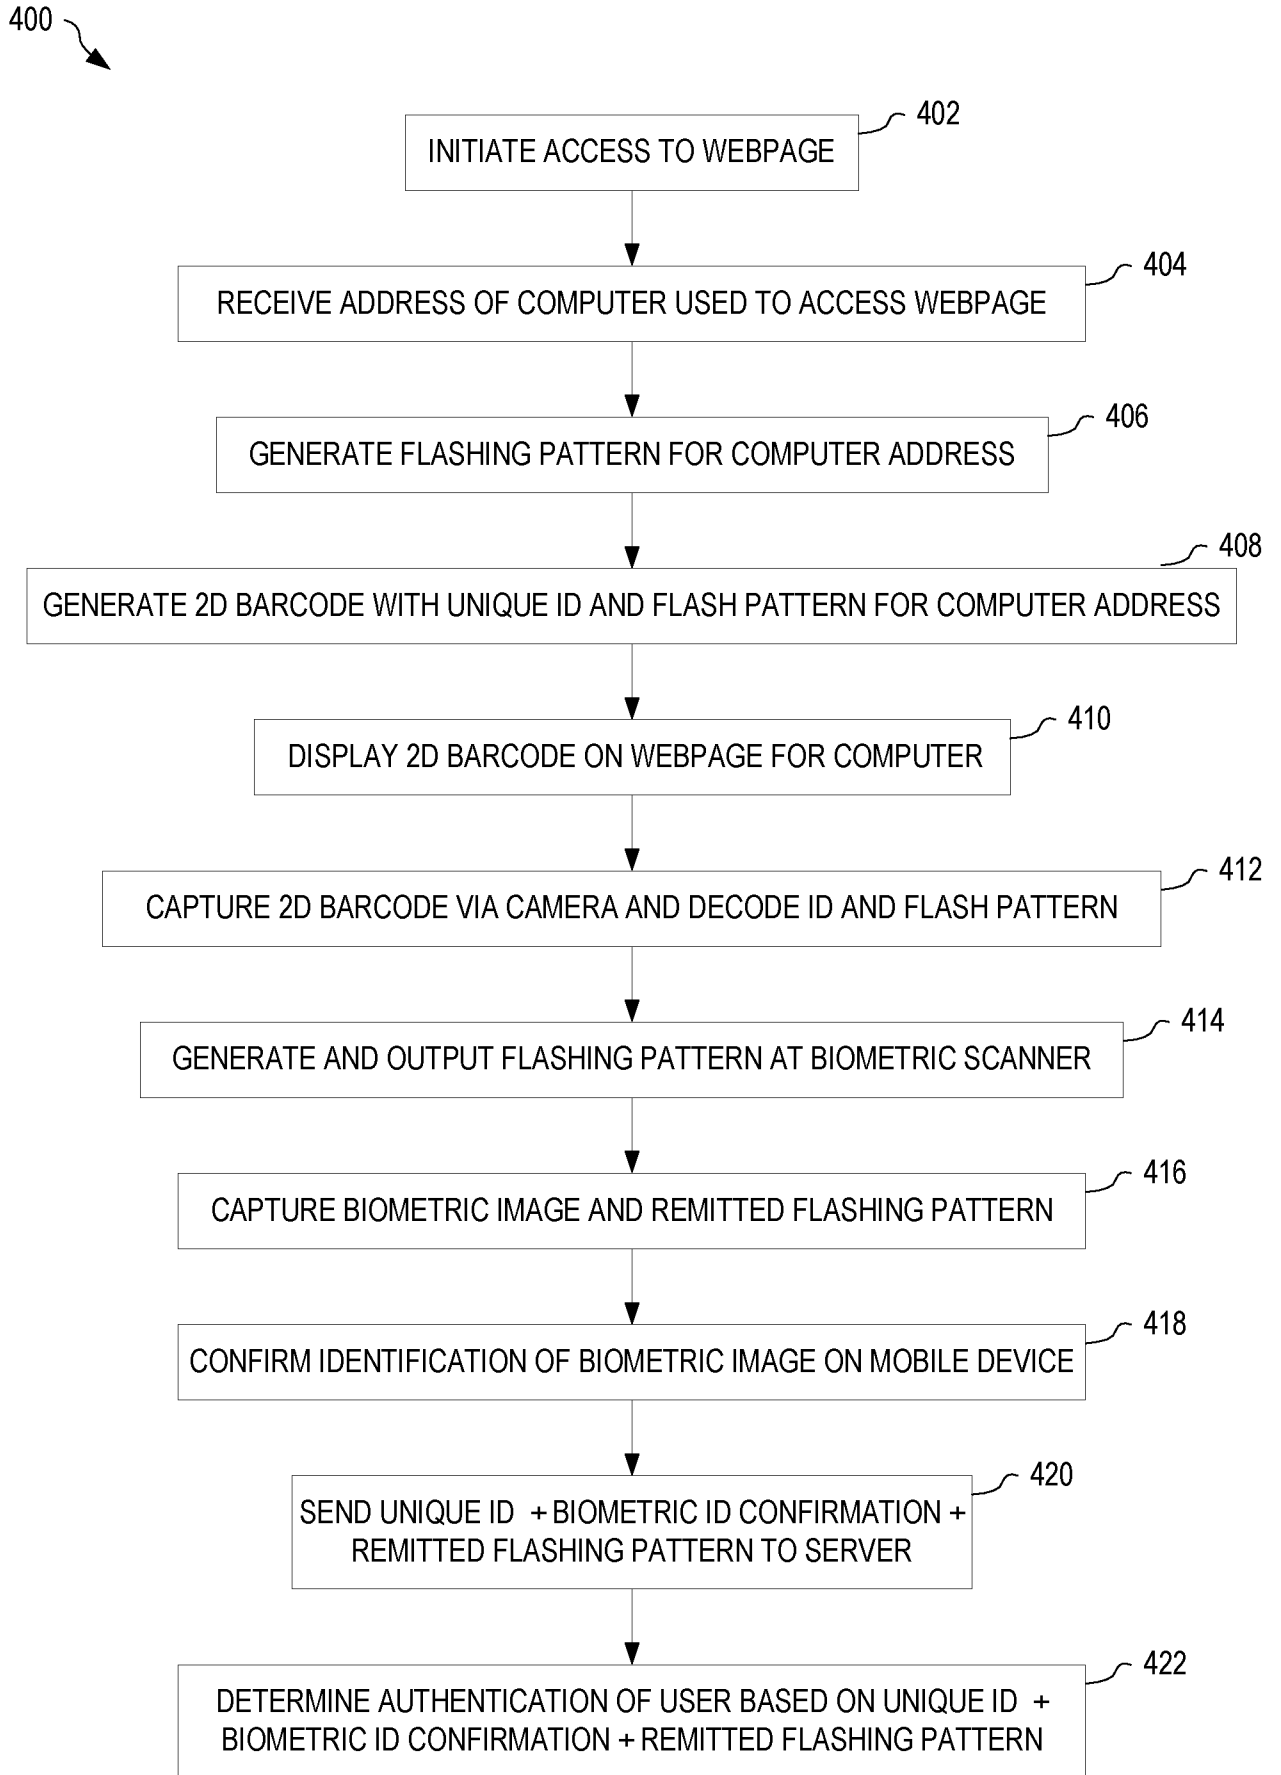 400
402
INITIATE ACCESS TO WEBPAGE
404
RECEIVE ADDRESS OF COMPUTER USED TO ACCESS WEBPAGE
406
GENERATE FLASHING PATTERN FOR COMPUTER ADDRESS
408
GENERATE 2D BARCODE WITH UNIQUE ID AND FLASH PATTERN FOR COMPUTER ADDRESS
410
DISPLAY 2D BARCODE ON WEBPAGE FOR COMPUTER
412
CAPTURE 2D BARCODE VIA CAMERA AND DECODE ID AND FLASH PATTERN
414
GENERATE AND OUTPUT FLASHING PATTERN AT BIOMETRIC SCANNER
416
CAPTURE BIOMETRIC IMAGE AND REMITTED FLASHING PATTERN
418
CONFIRM IDENTIFICATION OF BIOMETRIC IMAGE ON MOBILE DEVICE
420
SEND UNIQUE ID + BIOMETRIC ID CONFIRMATION +
REMITTED FLASHING PATTERN TO SERVER
422
DETERMINE AUTHENTICATION OF USER BASED ON UNIQUE ID +
BIOMETRIC ID CONFIRMATION + REMITTED FLASHING PATTERN